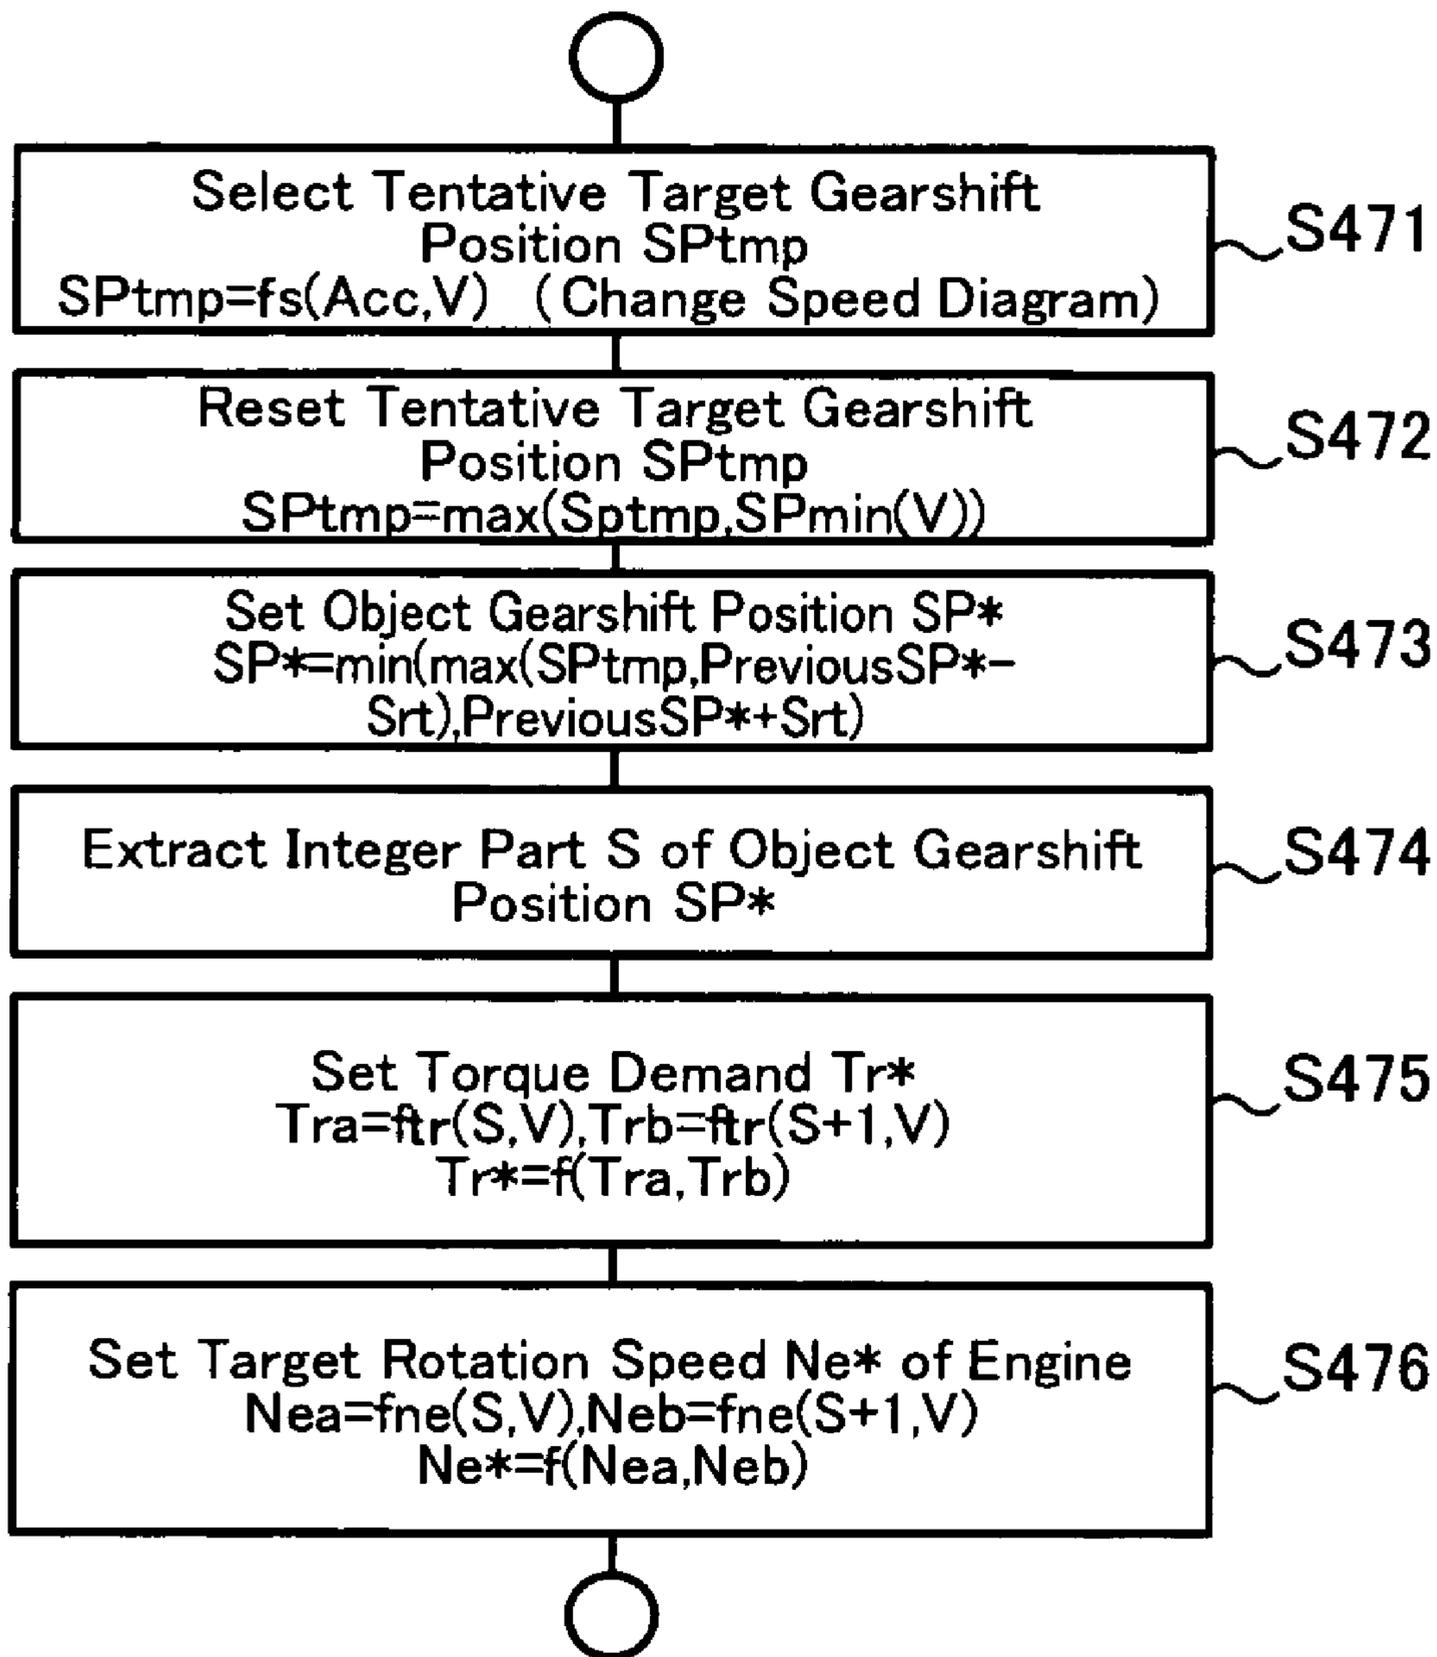 Select Tentative Target Gearshift
Position SPtmp
SPtmp=fs(Acc,V) (Change Speed Diagram)
S471
Reset Tentative Target Gearshift
Position SPtmp
SPtmp=max(Sptmp,SPmin(V))
S472
Set Object Gearshift Position SP*
SP*=min(max(SPtmp,PreviousSP*-
Srt),PreviousSP*+Srt)
S473
Extract Integer Part S of Object Gearshift
Position SP*
S474
Set Torque Demand Tr*
Tra=ftr(S,V),Trb=ftr(S+1,V)
Tr*=f(Tra,Trb)
S475
Set Target Rotation Speed Ne* of Engine
Nea=fne(S,V),Neb=fne(S+1,V)
Ne*=f(Nea,Neb)
S476